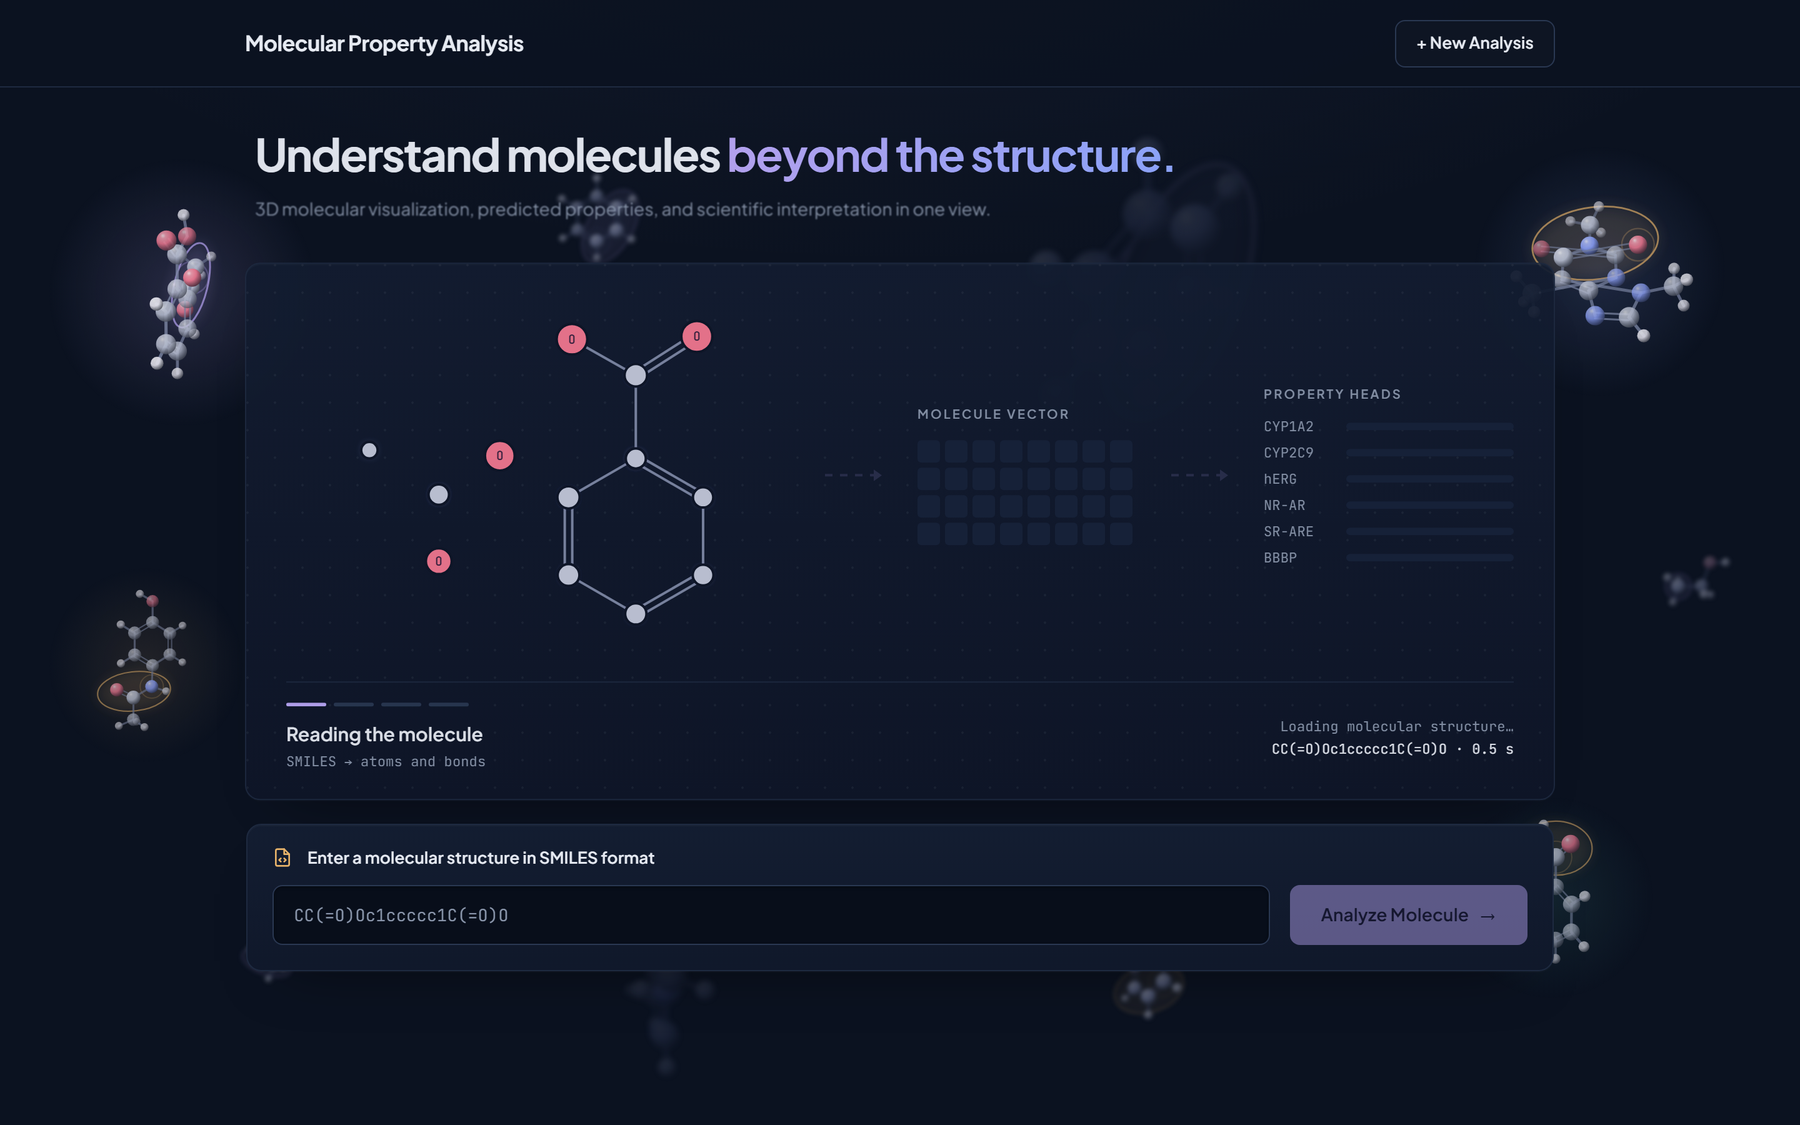 Molecular Property Analysis
+ New Analysis
Understand molecules beyond the structure.
3D molecular visualization, predicted properties, and scientific interpretation in one view.
O
O
O
O
MOLECULE VECTOR
PROPERTY HEADS
CYP1A2
CYP2C9
hERG
NR-AR
SR-ARE
BBBP
Reading the molecule
SMILES → atoms and bonds
Loading molecular structure…
CC(=O)Oc1ccccc1C(=O)O · 0.5 s
Enter a molecular structure in SMILES format
CC(=O)Oc1ccccc1C(=O)O
Analyze Molecule →